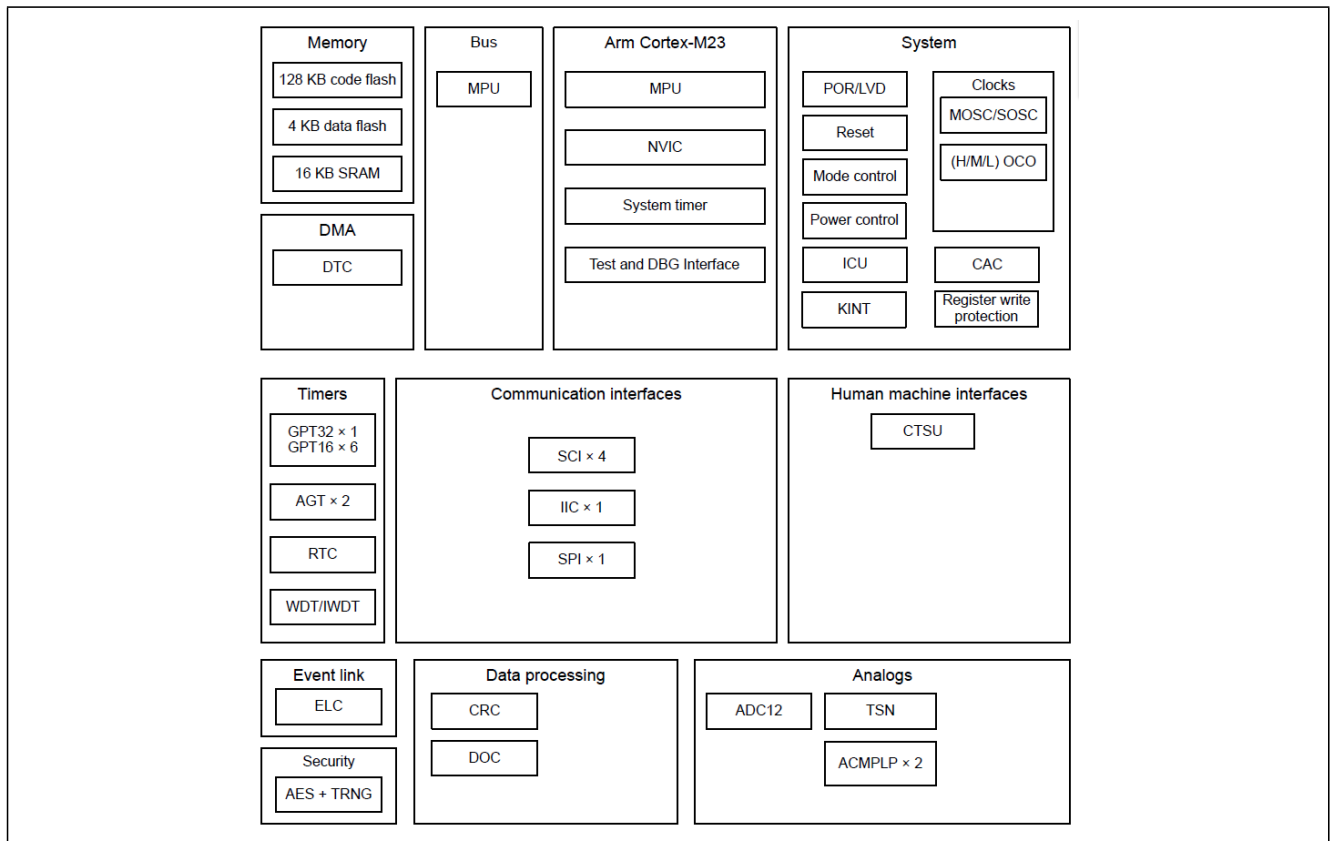 Memory
128 KB code flash
4 KB data flash
16 KB SRAM
DMA
DTC
Bus
MPU
Arm Cortex-M23
MPU
NVIC
System timer
Test and DBG Interface
System
POR/LVD
Reset
Mode control
Power control
ICU
KINT
Clocks
MOSC/SOSC
(H/M/L) OCO
CAC
Register write
protection
Timers
GPT32 × 1
GPT16 × 6
AGT × 2
RTC
WDT/IWDT
Communication interfaces
SCI × 4
IIC × 1
SPI × 1
Human machine interfaces
CTSU
Event link
ELC
Security
AES + TRNG
Data processing
CRC
DOC
Analogs
ADC12
TSN
ACMPLP × 2